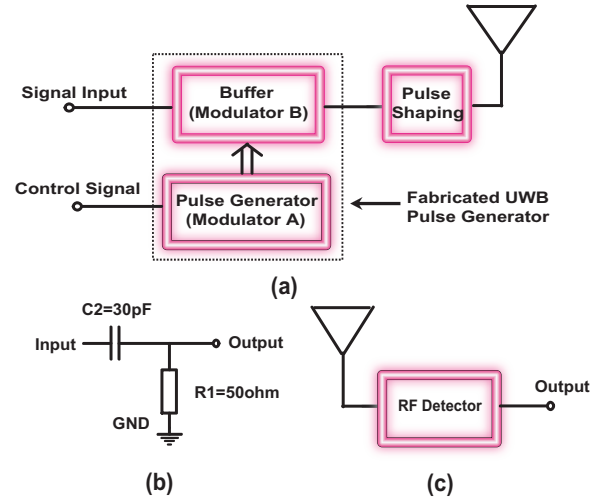 Signal Input
Buffer
(Modulator B)
Pulse
Shaping
Control Signal
Pulse Generator
(Modulator A)
Fabricated UWB
Pulse Generator
(a)
C2=30pF
Input
Output
R1=50ohm
GND
(b)
RF Detector
Output
(c)